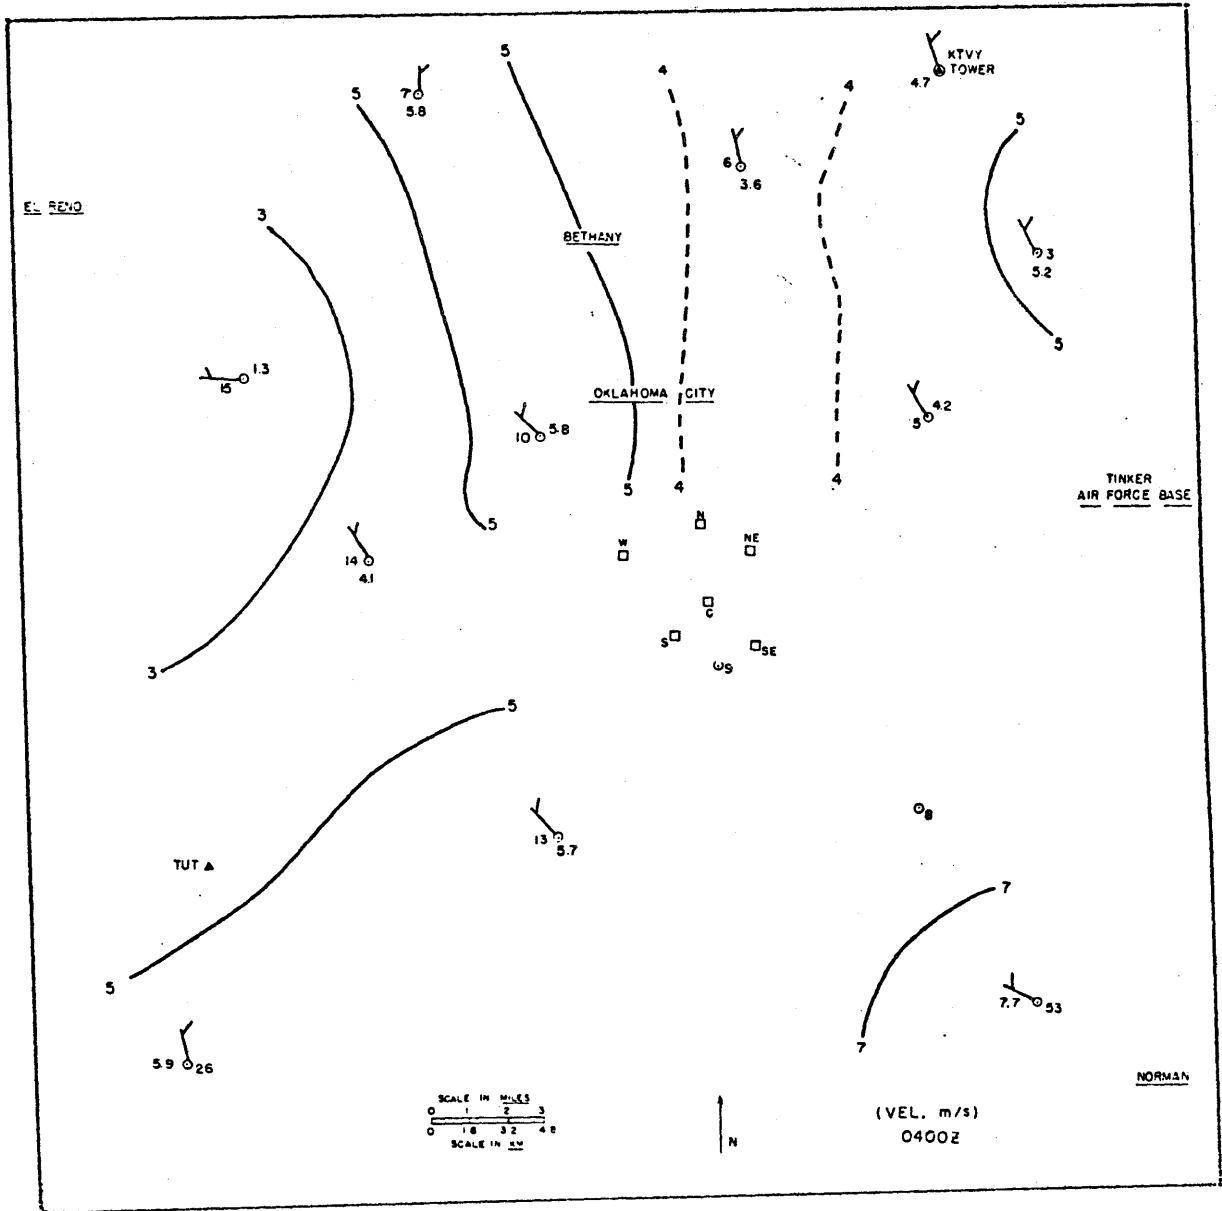 5
5
4
4
KTVY
TOWER
4.7
7
5.8
5
6
3.6
EL RENO
3
BETHANY
3
5.2
5
15
1.3
OKLAHOMA CITY
10
5.8
4.2
5
5
5
4
4
TINKER
AIR FORCE BASE
N
W
NE
14
4.1
C
S
SE
9
3
5
13
5.7
8
TUT
7
5
7.7
53
7
5.9
26
NORMAN
SCALE IN MILES
0 1 2 3
0 1.6 3.2 4.8
SCALE IN KM
N
(VEL. m/s)
0400Z